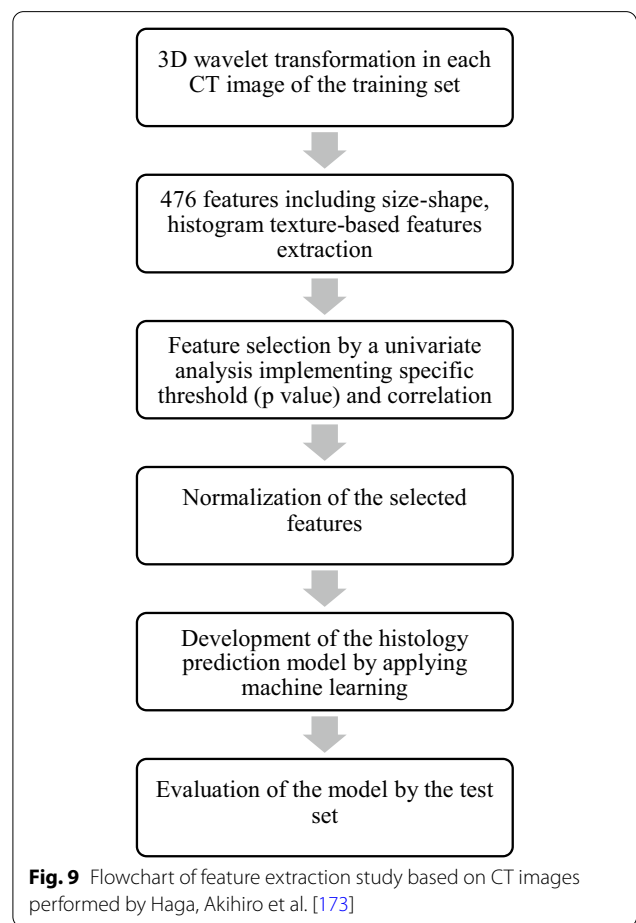 3D wavelet transformation in each
CT image of the training set
476 features including size-shape,
histogram texture-based features
extraction
Feature selection by a univariate
analysis implementing specific
threshold (p value) and correlation
Normalization of the selected
features
Development of the histology
prediction model by applying
machine learning
Evaluation of the model by the test
set
Fig. 9 Flowchart of feature extraction study based on CT images
performed by Haga, Akihiro et al. [173]